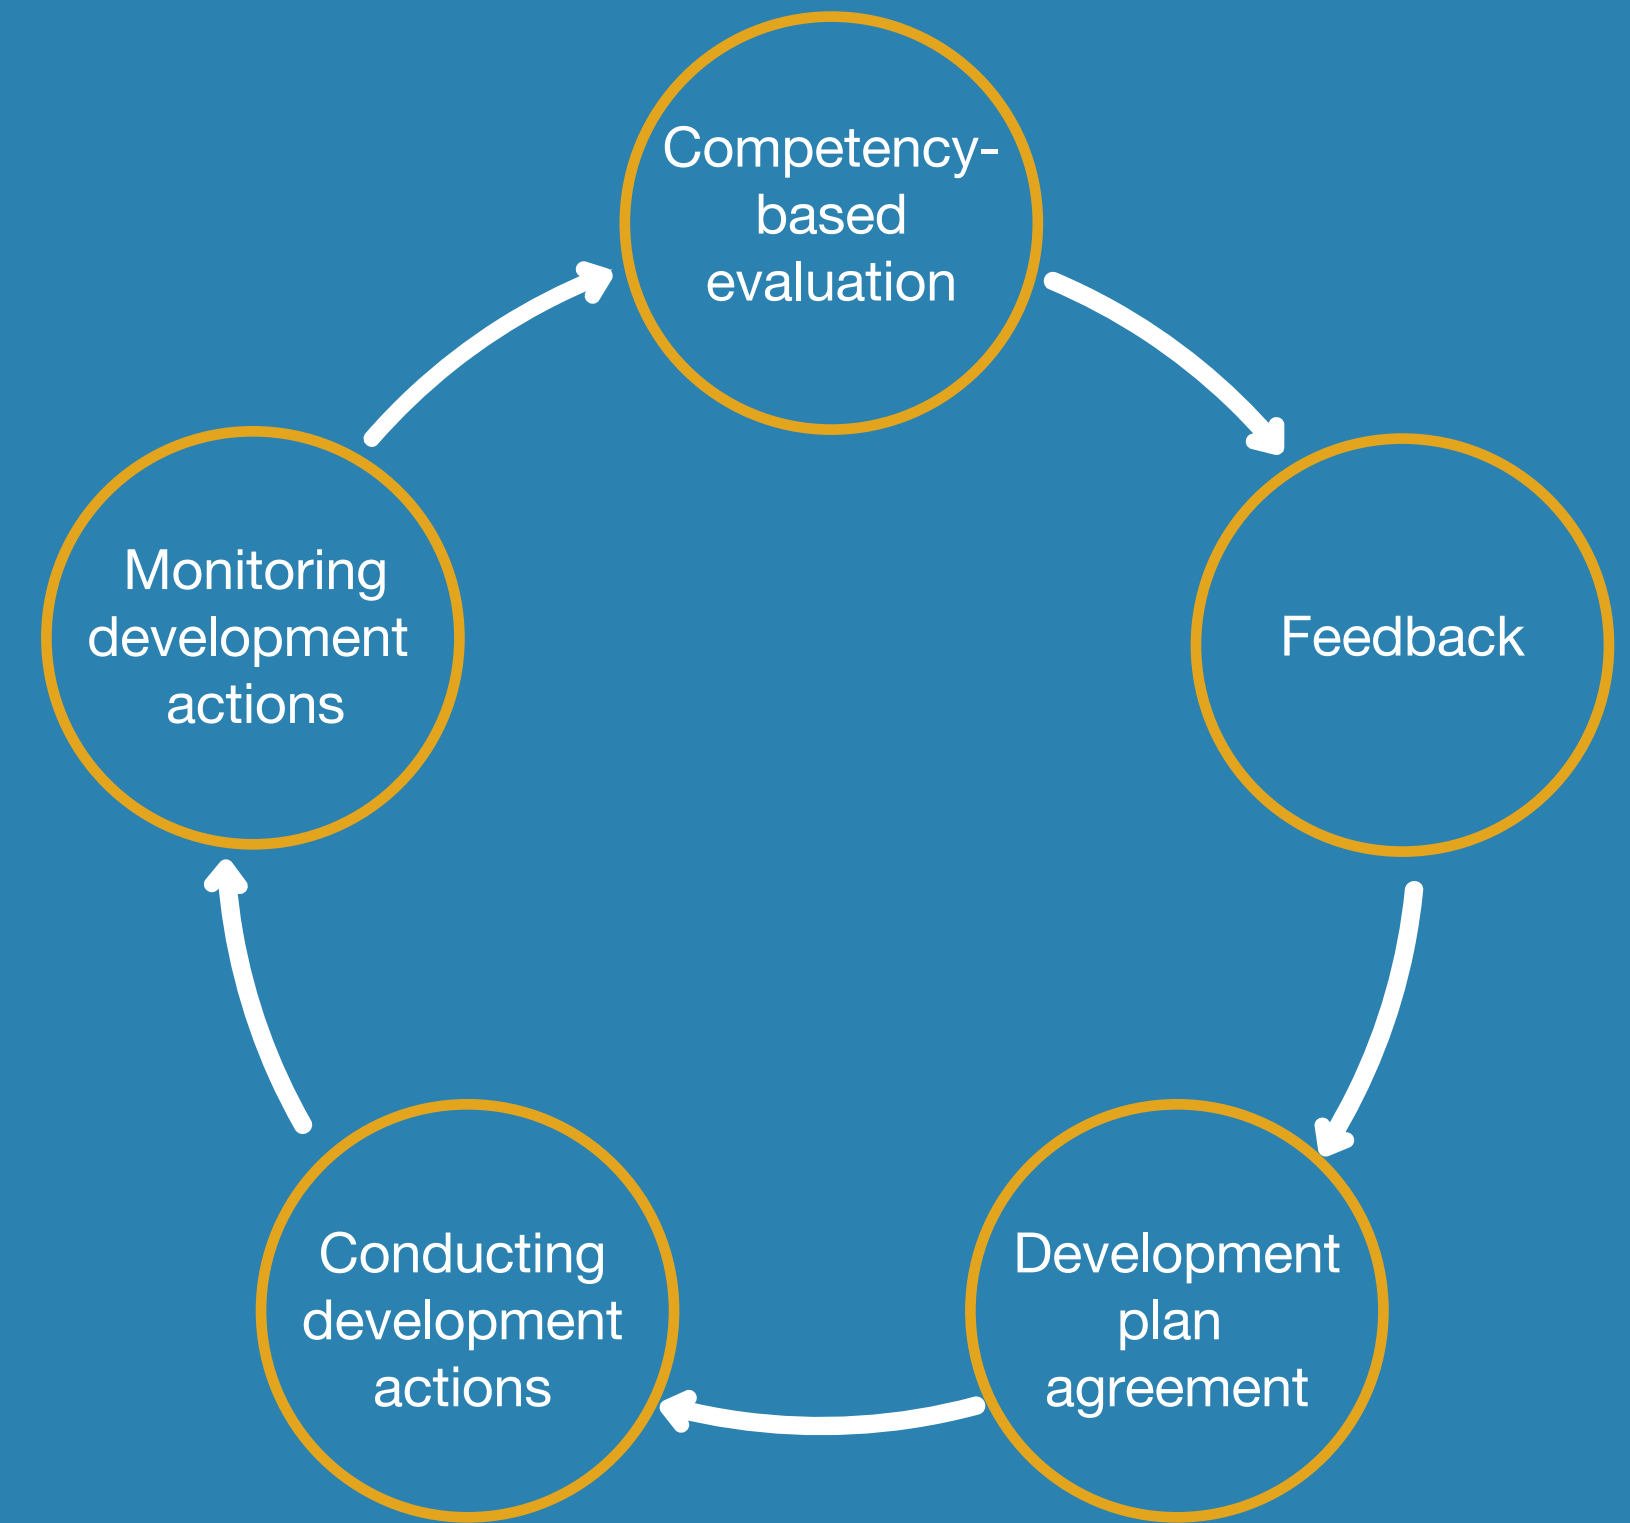 Competency-
based
evaluation
Feedback
Development
plan
agreement
Conducting
development
actions
Monitoring
development
actions